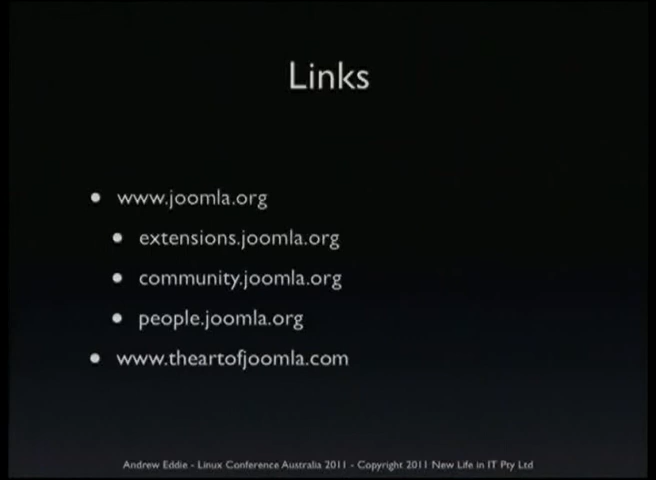 Links
• www.joomla.org
• extensions.joomla.org
• community.joomla.org
• people.joomla.org
• www.theartofjoomla.com
Andrew Eddie - Linux Conference Australia 2011 - Copyright 2011 New Life in IT Pty Ltd